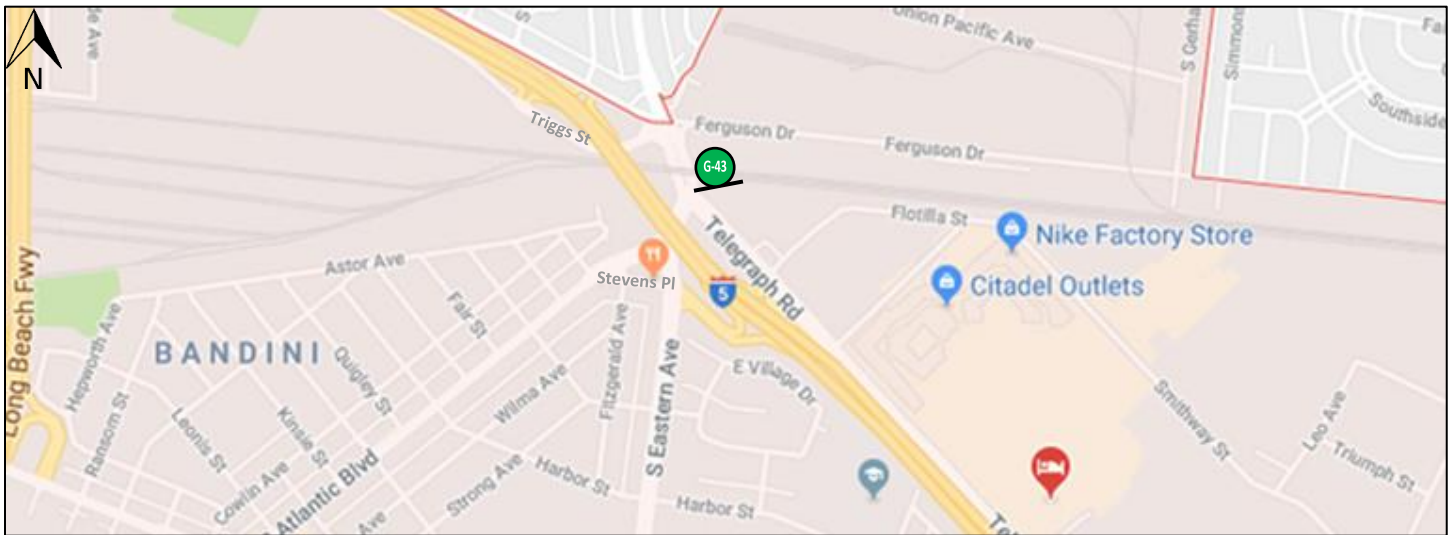 N
S
Union Pacific Ave
S Gerha
Simmons
Southside
Triggs St
Ferguson Dr
Ferguson Dr
G-43
Flotilla St
Nike Factory Store
Telegraph Rd
Astor Ave
Stevens Pl
5
Citadel Outlets
Long Beach Fwy
Hepworth Ave
Fair St
BANDINI
Quigley St
Fitzgerald Ave
E Village Dr
S Eastern Ave
Wilma Ave
Smithway St
Leo Ave
Ransom St
Leonis St
Kinsie St
Triumph St
Cowlin Ave
Atlantic Blvd
Strong Ave
Harbor St
Harbor St
Ave